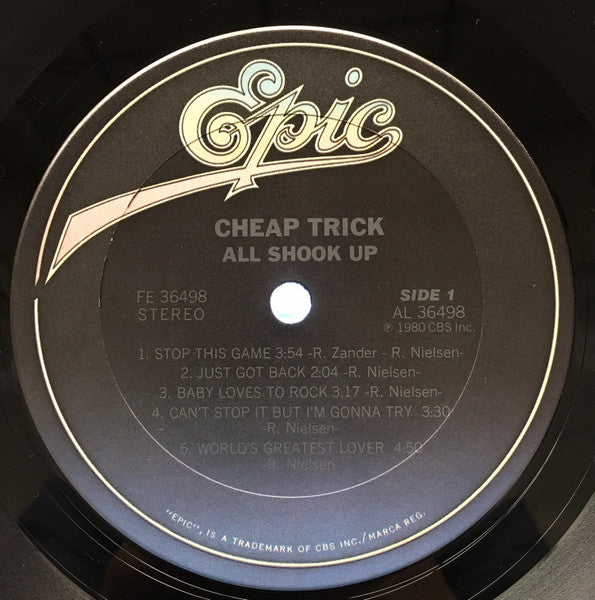 Epic
CHEAP TRICK
ALL SHOOK UP
FE 36498
STEREO
SIDE 1
AL 36498
℗ 1980 CBS Inc.
1. STOP THIS GAME 3:54 -R. Zander - R. Nielsen-
2. JUST GOT BACK 2:04 -R. Nielsen-
3. BABY LOVES TO ROCK 3:17 -R. Nielsen-
4. CAN'T STOP IT BUT I'M GONNA TRY 3:30
-R. Nielsen-
5. WORLD'S GREATEST LOVER 4:50
-R. Nielsen-
"EPIC", IS A TRADEMARK OF CBS INC./MARCA REG.